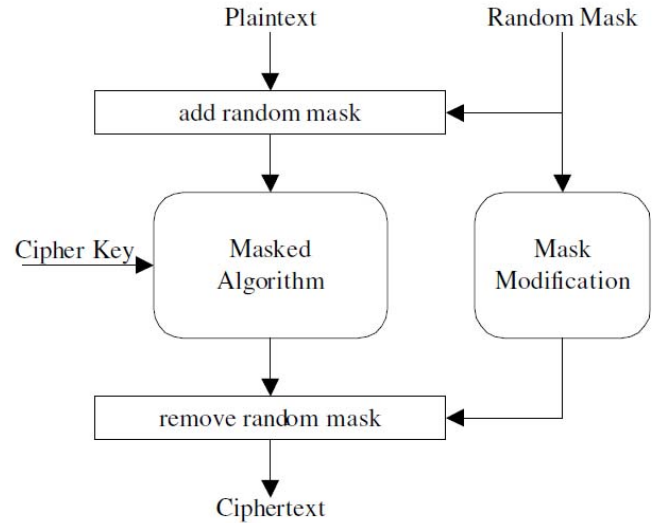 Plaintext
Random Mask
add random mask
Cipher Key
Masked
Algorithm
Mask
Modification
remove random mask
Ciphertext